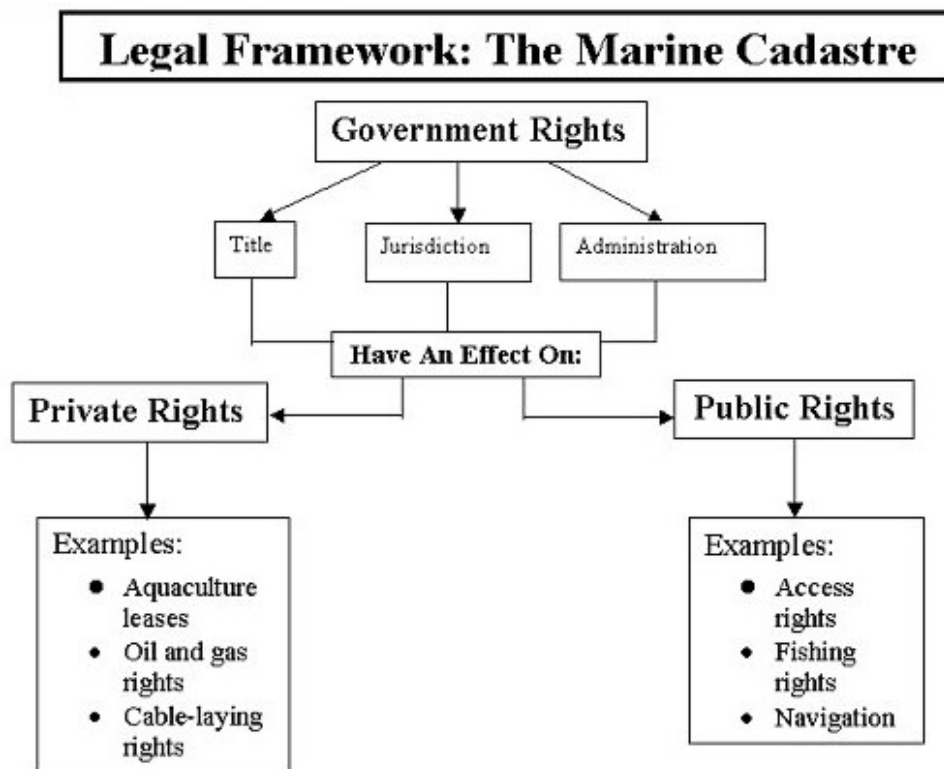 Legal Framework: The Marine Cadastre
Government Rights
Title
Jurisdiction
Administration
Have An Effect On:
Private Rights
Public Rights
Examples:
• Aquaculture
leases
• Oil and gas
rights
• Cable-laying
rights
Examples:
• Access
rights
• Fishing
rights
• Navigation